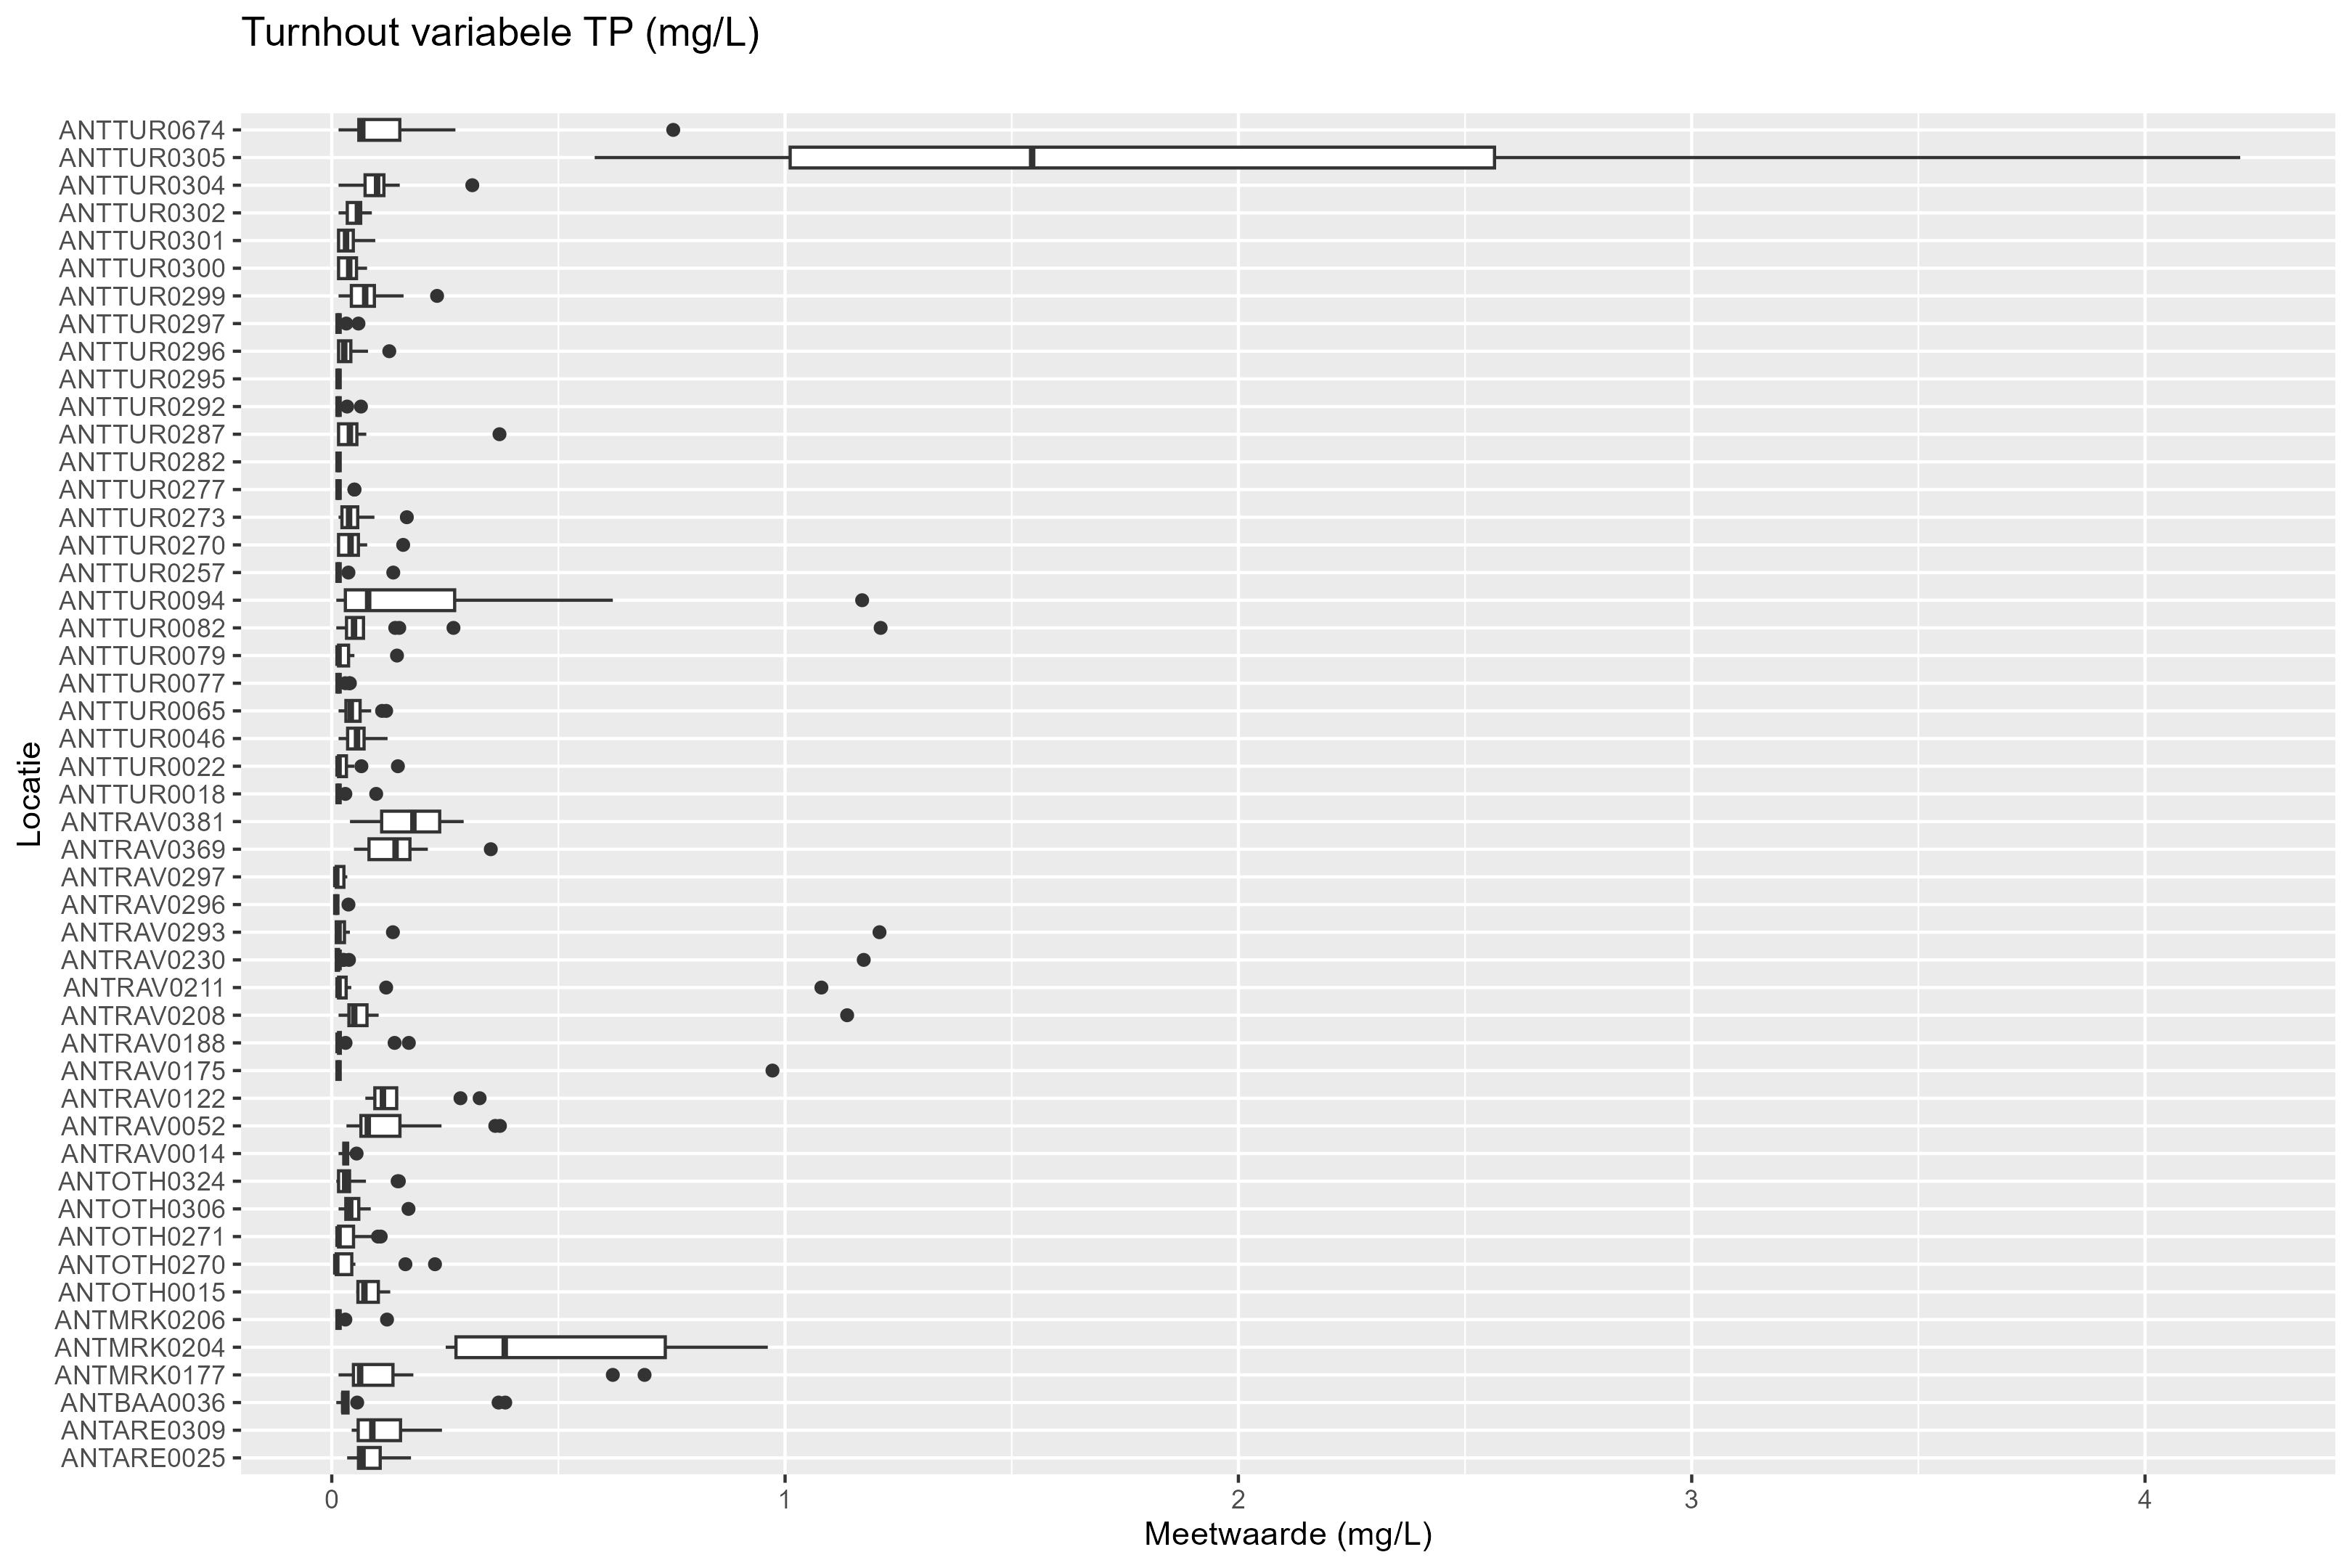 Turnhout variabele TP (mg/L)
ANTTUR0674
ANTTUR0305
ANTTUR0304
ANTTUR0302
ANTTUR0301
ANTTUR0300
ANTTUR0299
ANTTUR0297
ANTTUR0296
ANTTUR0295
ANTTUR0292
ANTTUR0287
ANTTUR0282
ANTTUR0277
ANTTUR0273
ANTTUR0270
ANTTUR0257
ANTTUR0094
ANTTUR0082
ANTTUR0079
ANTTUR0077
ANTTUR0065
ANTTUR0046
ANTTUR0022
ANTTUR0018
ANTRAV0381
ANTRAV0369
ANTRAV0297
ANTRAV0296
ANTRAV0293
ANTRAV0230
ANTRAV0211
ANTRAV0208
ANTRAV0188
ANTRAV0175
ANTRAV0122
ANTRAV0052
ANTRAV0014
ANTOTH0324
ANTOTH0306
ANTOTH0271
ANTOTH0270
ANTOTH0015
ANTMRK0206
ANTMRK0204
ANTMRK0177
ANTBAA0036
ANTARE0309
ANTARE0025
Locatie
0 1 2 3 4
Meetwaarde (mg/L)